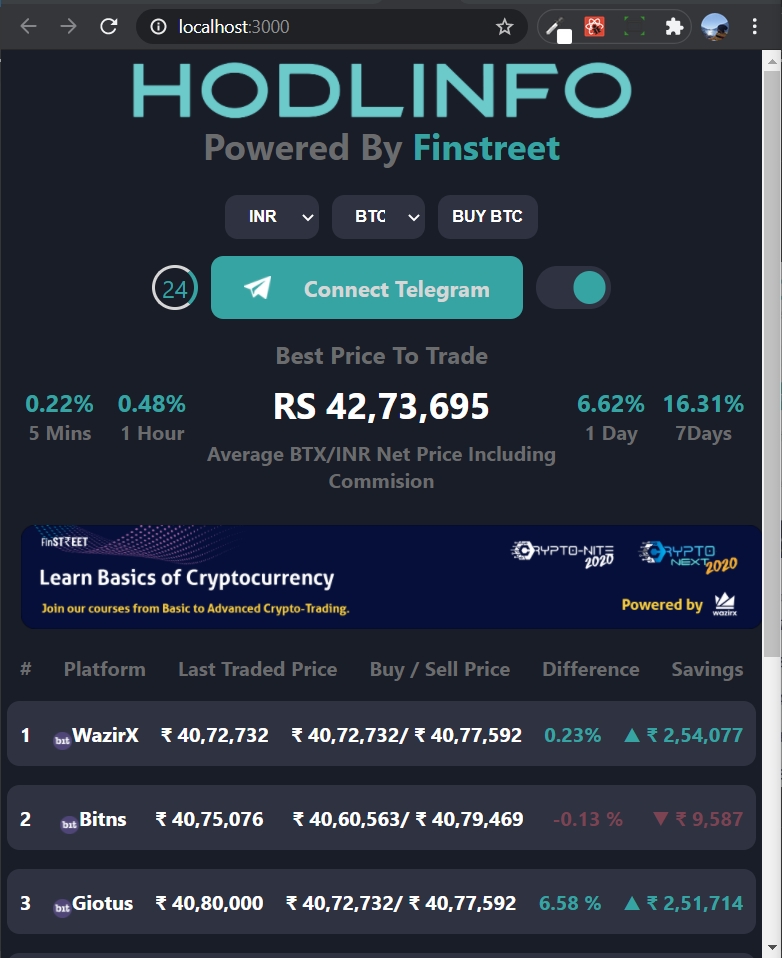 localhost:3000
HODLINFO
Powered By Finstreet
INR BTC BUY BTC
24 Connect Telegram
Best Price To Trade
0.22% 0.48% RS 42,73,695 6.62% 16.31%
5 Mins 1 Hour 1 Day 7Days
Average BTX/INR Net Price Including
Commision
FINSTREET
CRYPTO-NITE 2020 CRYPTO NEXT 2020
Learn Basics of Cryptocurrency
Join our courses from Basic to Advanced Crypto-Trading.
Powered by wazirx
# Platform Last Traded Price Buy / Sell Price Difference Savings
1 bit WazirX ₹ 40,72,732 ₹ 40,72,732/ ₹ 40,77,592 0.23% ▲ ₹ 2,54,077
2 bit Bitns ₹ 40,75,076 ₹ 40,60,563/ ₹ 40,79,469 -0.13 % ▼ ₹ 9,587
3 bit Giotus ₹ 40,80,000 ₹ 40,72,732/ ₹ 40,77,592 6.58 % ▲ ₹ 2,51,714